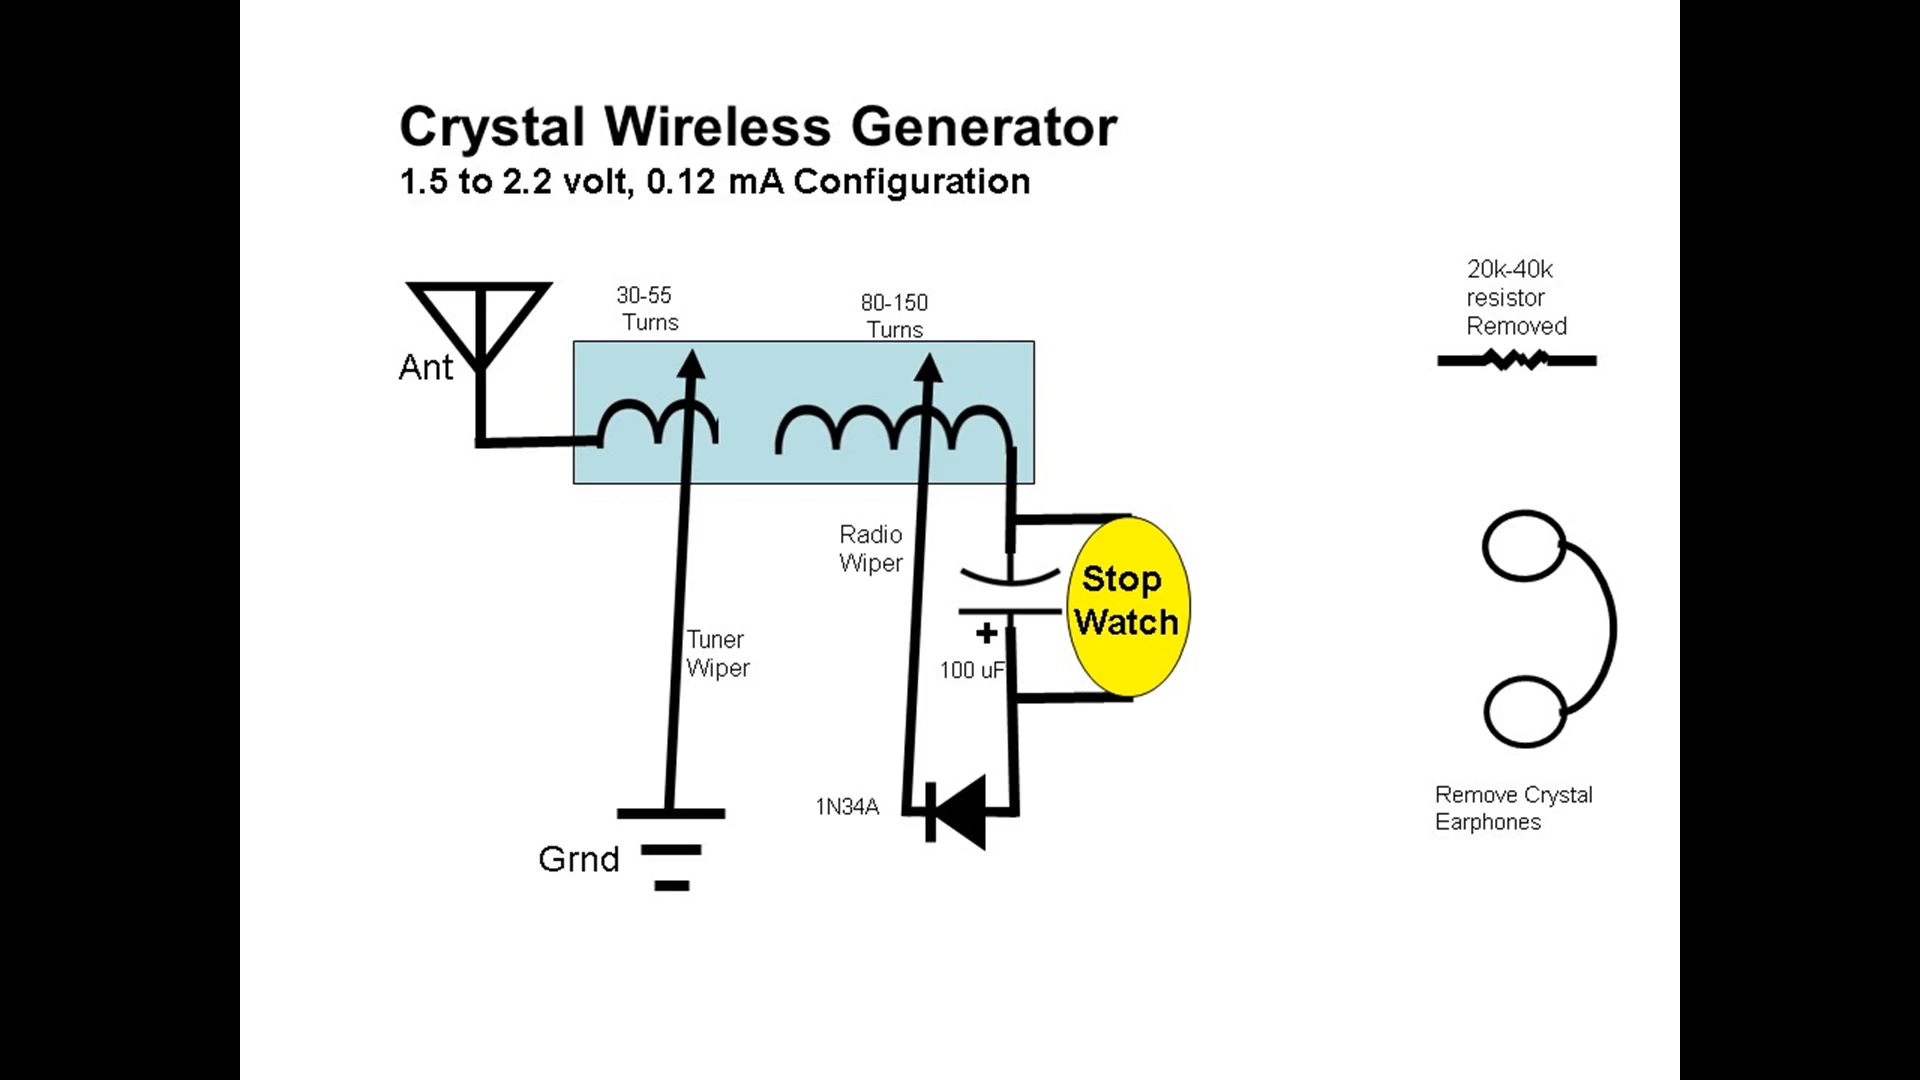 Crystal Wireless Generator
1.5 to 2.2 volt, 0.12 mA Configuration
20k-40k
resistor
Removed
30-55
Turns
80-150
Turns
Ant
Radio
Wiper
Stop
Watch
+
100 uF
Tuner
Wiper
1N34A
Grnd
Remove Crystal
Earphones